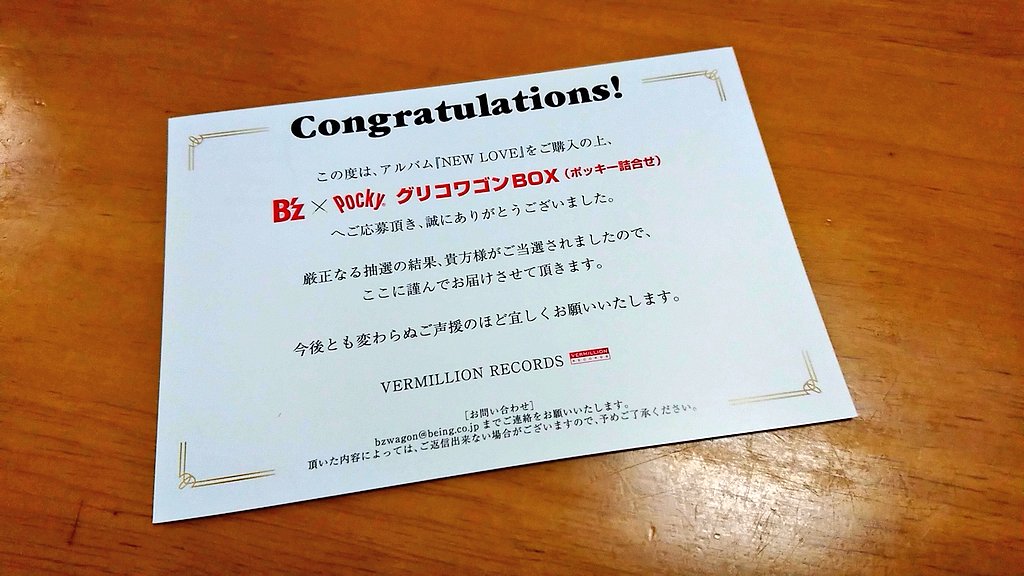 Congratulations!
この度は、アルバム『NEW LOVE』をご購入の上、
B'z × Pocky グリコワゴンBOX（ポッキー詰合せ）
へご応募頂き、誠にありがとうございました。
厳正なる抽選の結果、貴方様がご当選されましたので、
ここに謹んでお届けさせて頂きます。
今後とも変わらぬご声援のほど宜しくお願いいたします。
VERMILLION RECORDS VERMILLION RECORDS
［お問い合わせ］
bzwagon@being.co.jp までご連絡をお願いいたします。
頂いた内容によっては、ご返信出来ない場合がございますので、予めご了承ください。